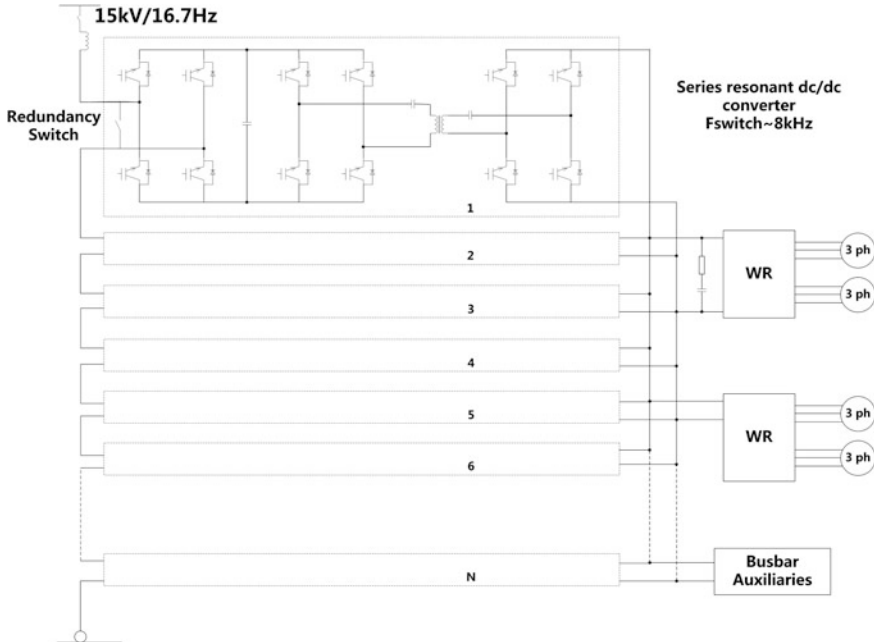 15kV/16.7Hz
Redundancy
Switch
Series resonant dc/dc
converter
Fswitch~8kHz
1
2
3
4
5
6
N
WR
3 ph
3 ph
WR
3 ph
3 ph
Busbar
Auxiliaries